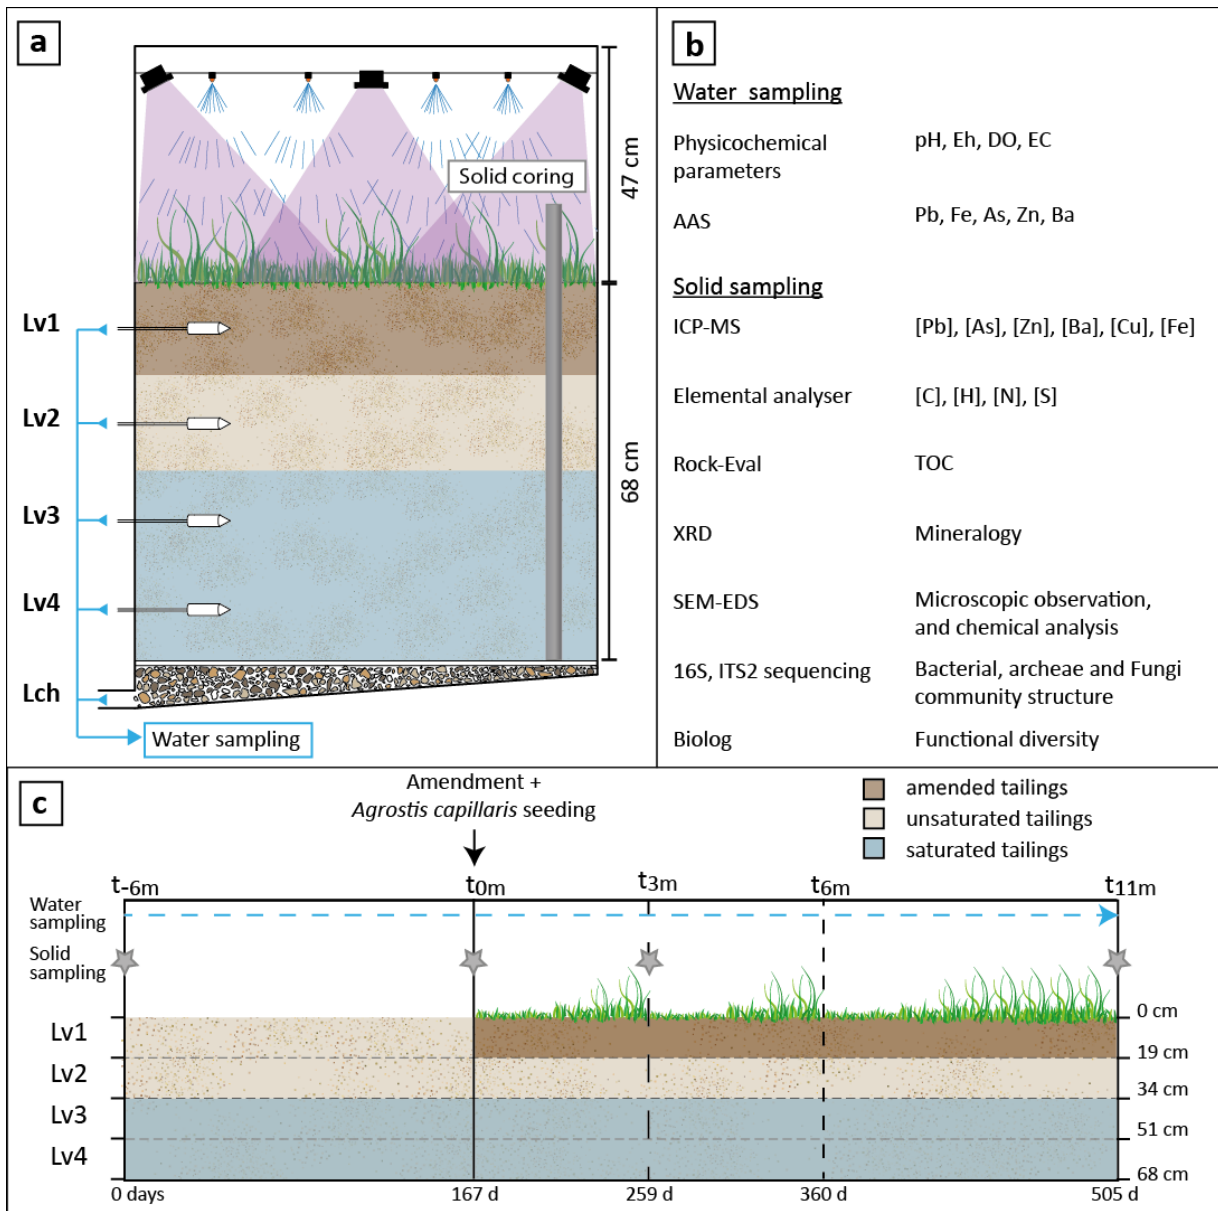 a
Solid coring
47 cm
68 cm
Lv1
Lv2
Lv3
Lv4
Lch
Water sampling
b
Water sampling
Physicochemical
parameters
pH, Eh, DO, EC
AAS
Pb, Fe, As, Zn, Ba
Solid sampling
ICP-MS
[Pb], [As], [Zn], [Ba], [Cu], [Fe]
Elemental analyser
[C], [H], [N], [S]
Rock-Eval
TOC
XRD
Mineralogy
SEM-EDS
Microscopic observation,
and chemical analysis
16S, ITS2 sequencing
Bacterial, archeae and Fungi
community structure
Biolog
Functional diversity
c
Amendment +
Agrostis capillaris seeding
amended tailings
unsaturated tailings
saturated tailings
t-6m
t0m
t3m
t6m
t11m
Water
sampling
Solid
sampling
Lv1
Lv2
Lv3
Lv4
0 cm
19 cm
34 cm
51 cm
68 cm
0 days
167 d
259 d
360 d
505 d